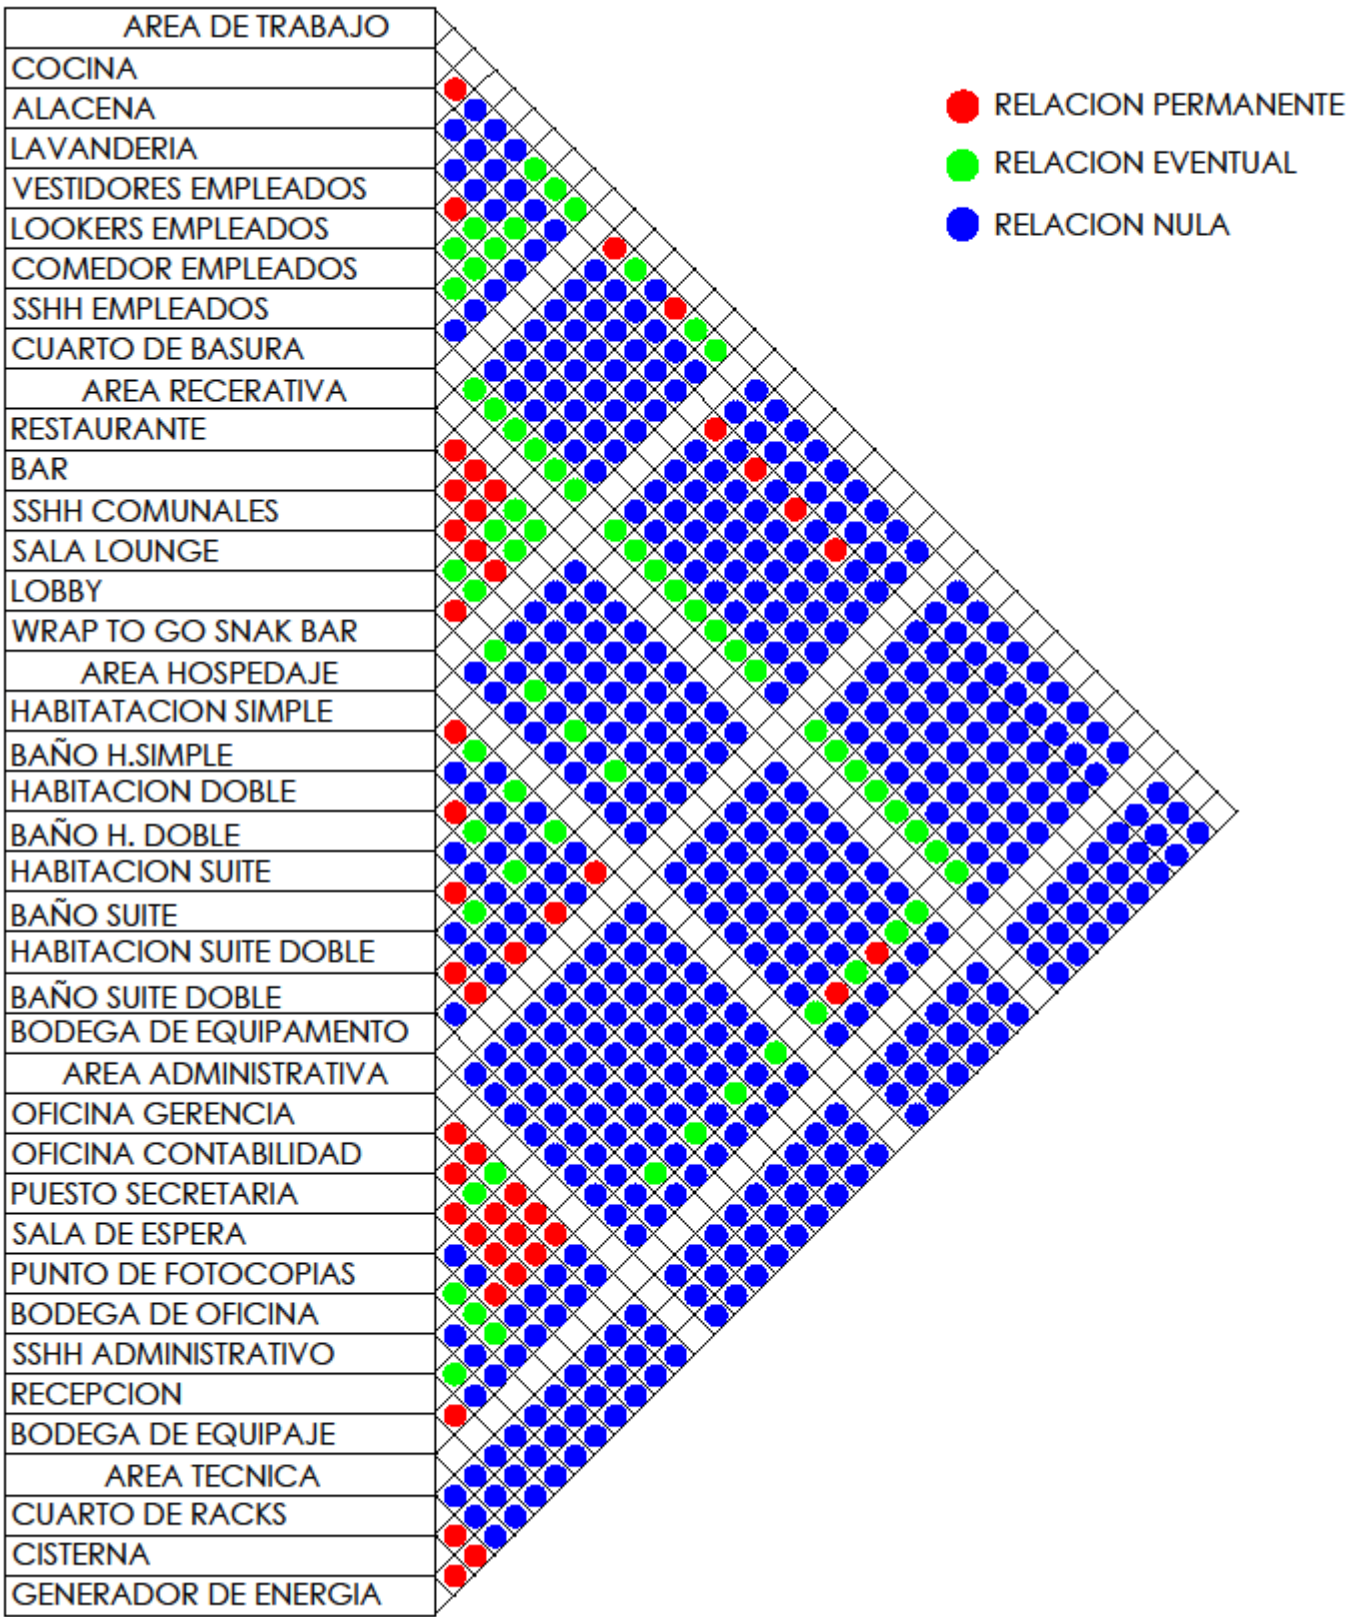 AREA DE TRABAJO
COCINA
ALACENA
LAVANDERIA
VESTIDORES EMPLEADOS
LOOKERS EMPLEADOS
COMEDOR EMPLEADOS
SSHH EMPLEADOS
CUARTO DE BASURA
AREA RECERATIVA
RESTAURANTE
BAR
SSHH COMUNALES
SALA LOUNGE
LOBBY
WRAP TO GO SNAK BAR
AREA HOSPEDAJE
HABITATACION SIMPLE
BAÑO H.SIMPLE
HABITACION DOBLE
BAÑO H. DOBLE
HABITACION SUITE
BAÑO SUITE
HABITACION SUITE DOBLE
BAÑO SUITE DOBLE
BODEGA DE EQUIPAMENTO
AREA ADMINISTRATIVA
OFICINA GERENCIA
OFICINA CONTABILIDAD
PUESTO SECRETARIA
SALA DE ESPERA
PUNTO DE FOTOCOPIAS
BODEGA DE OFICINA
SSHH ADMINISTRATIVO
RECEPCION
BODEGA DE EQUIPAJE
AREA TECNICA
CUARTO DE RACKS
CISTERNA
GENERADOR DE ENERGIA
RELACION PERMANENTE
RELACION EVENTUAL
RELACION NULA